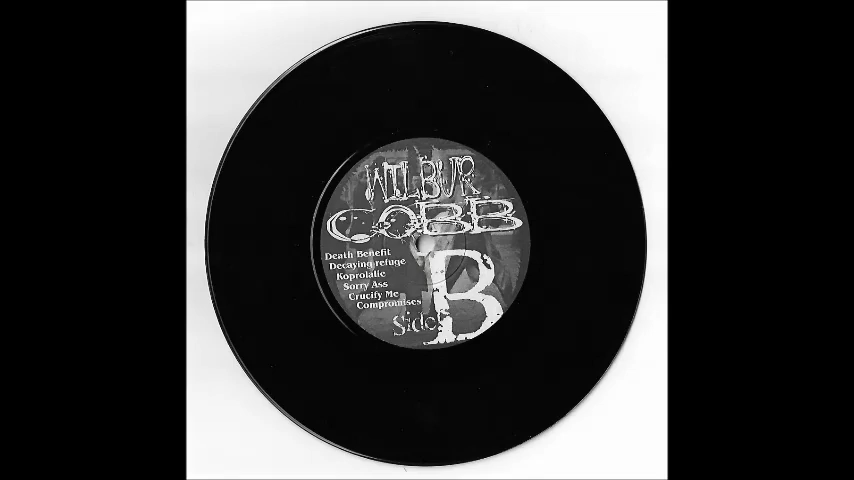 WILBUR
COBB
Death Benefit
Decaying refuge
Koprolalie
Sorry Ass
Crucify Me
Compromises
Side B